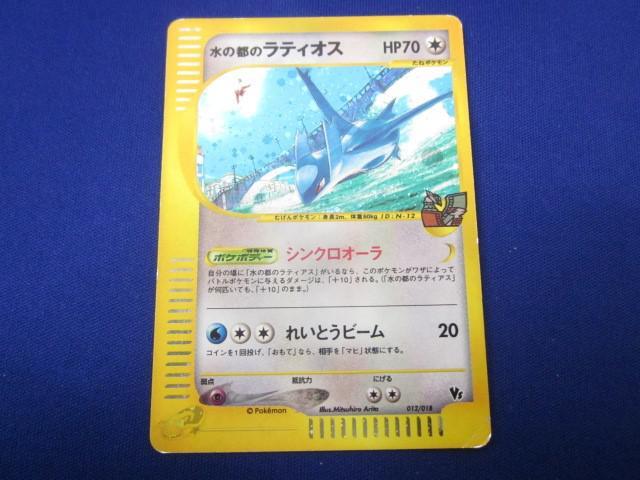 水の都のラティオス HP70
たねポケモン
むげんポケモン：身長2m、体重60kg ID：N-12
特殊体質
ポケボディー シンクロオーラ
自分の場に「水の都のラティアス」がいるなら、このポケモンがワザによって
バトルポケモンに与えるダメージは、「＋10」される。（「水の都のラティアス」
が何匹いても、「＋10」のまま。）
れいとうビーム 20
コインを1回投げ、「おもて」なら、相手を「マヒ」状態にする。
弱点 抵抗力 にげる
© Pokémon Illus.Mitsuhiro Arita 012/018 VS